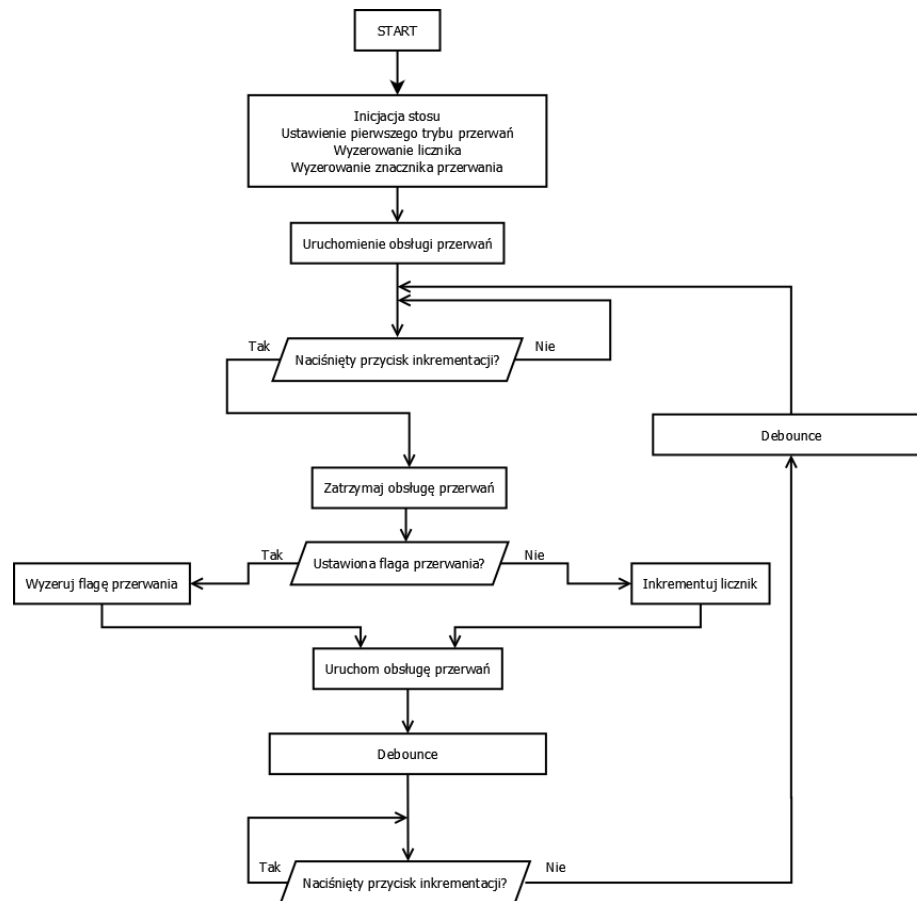 START
Inicjacja stosu
Ustawienie pierwszego trybu przerwań
Wyzerowanie licznika
Wyzerowanie znacznika przerwania
Uruchomienie obsługi przerwań
Tak
Naciśnięty przycisk inkrementacji?
Nie
Debounce
Zatrzymaj obsługę przerwań
Tak
Ustawiona flaga przerwania?
Nie
Wyzeruj flagę przerwania
Inkrementuj licznik
Uruchom obsługę przerwań
Debounce
Tak
Naciśnięty przycisk inkrementacji?
Nie